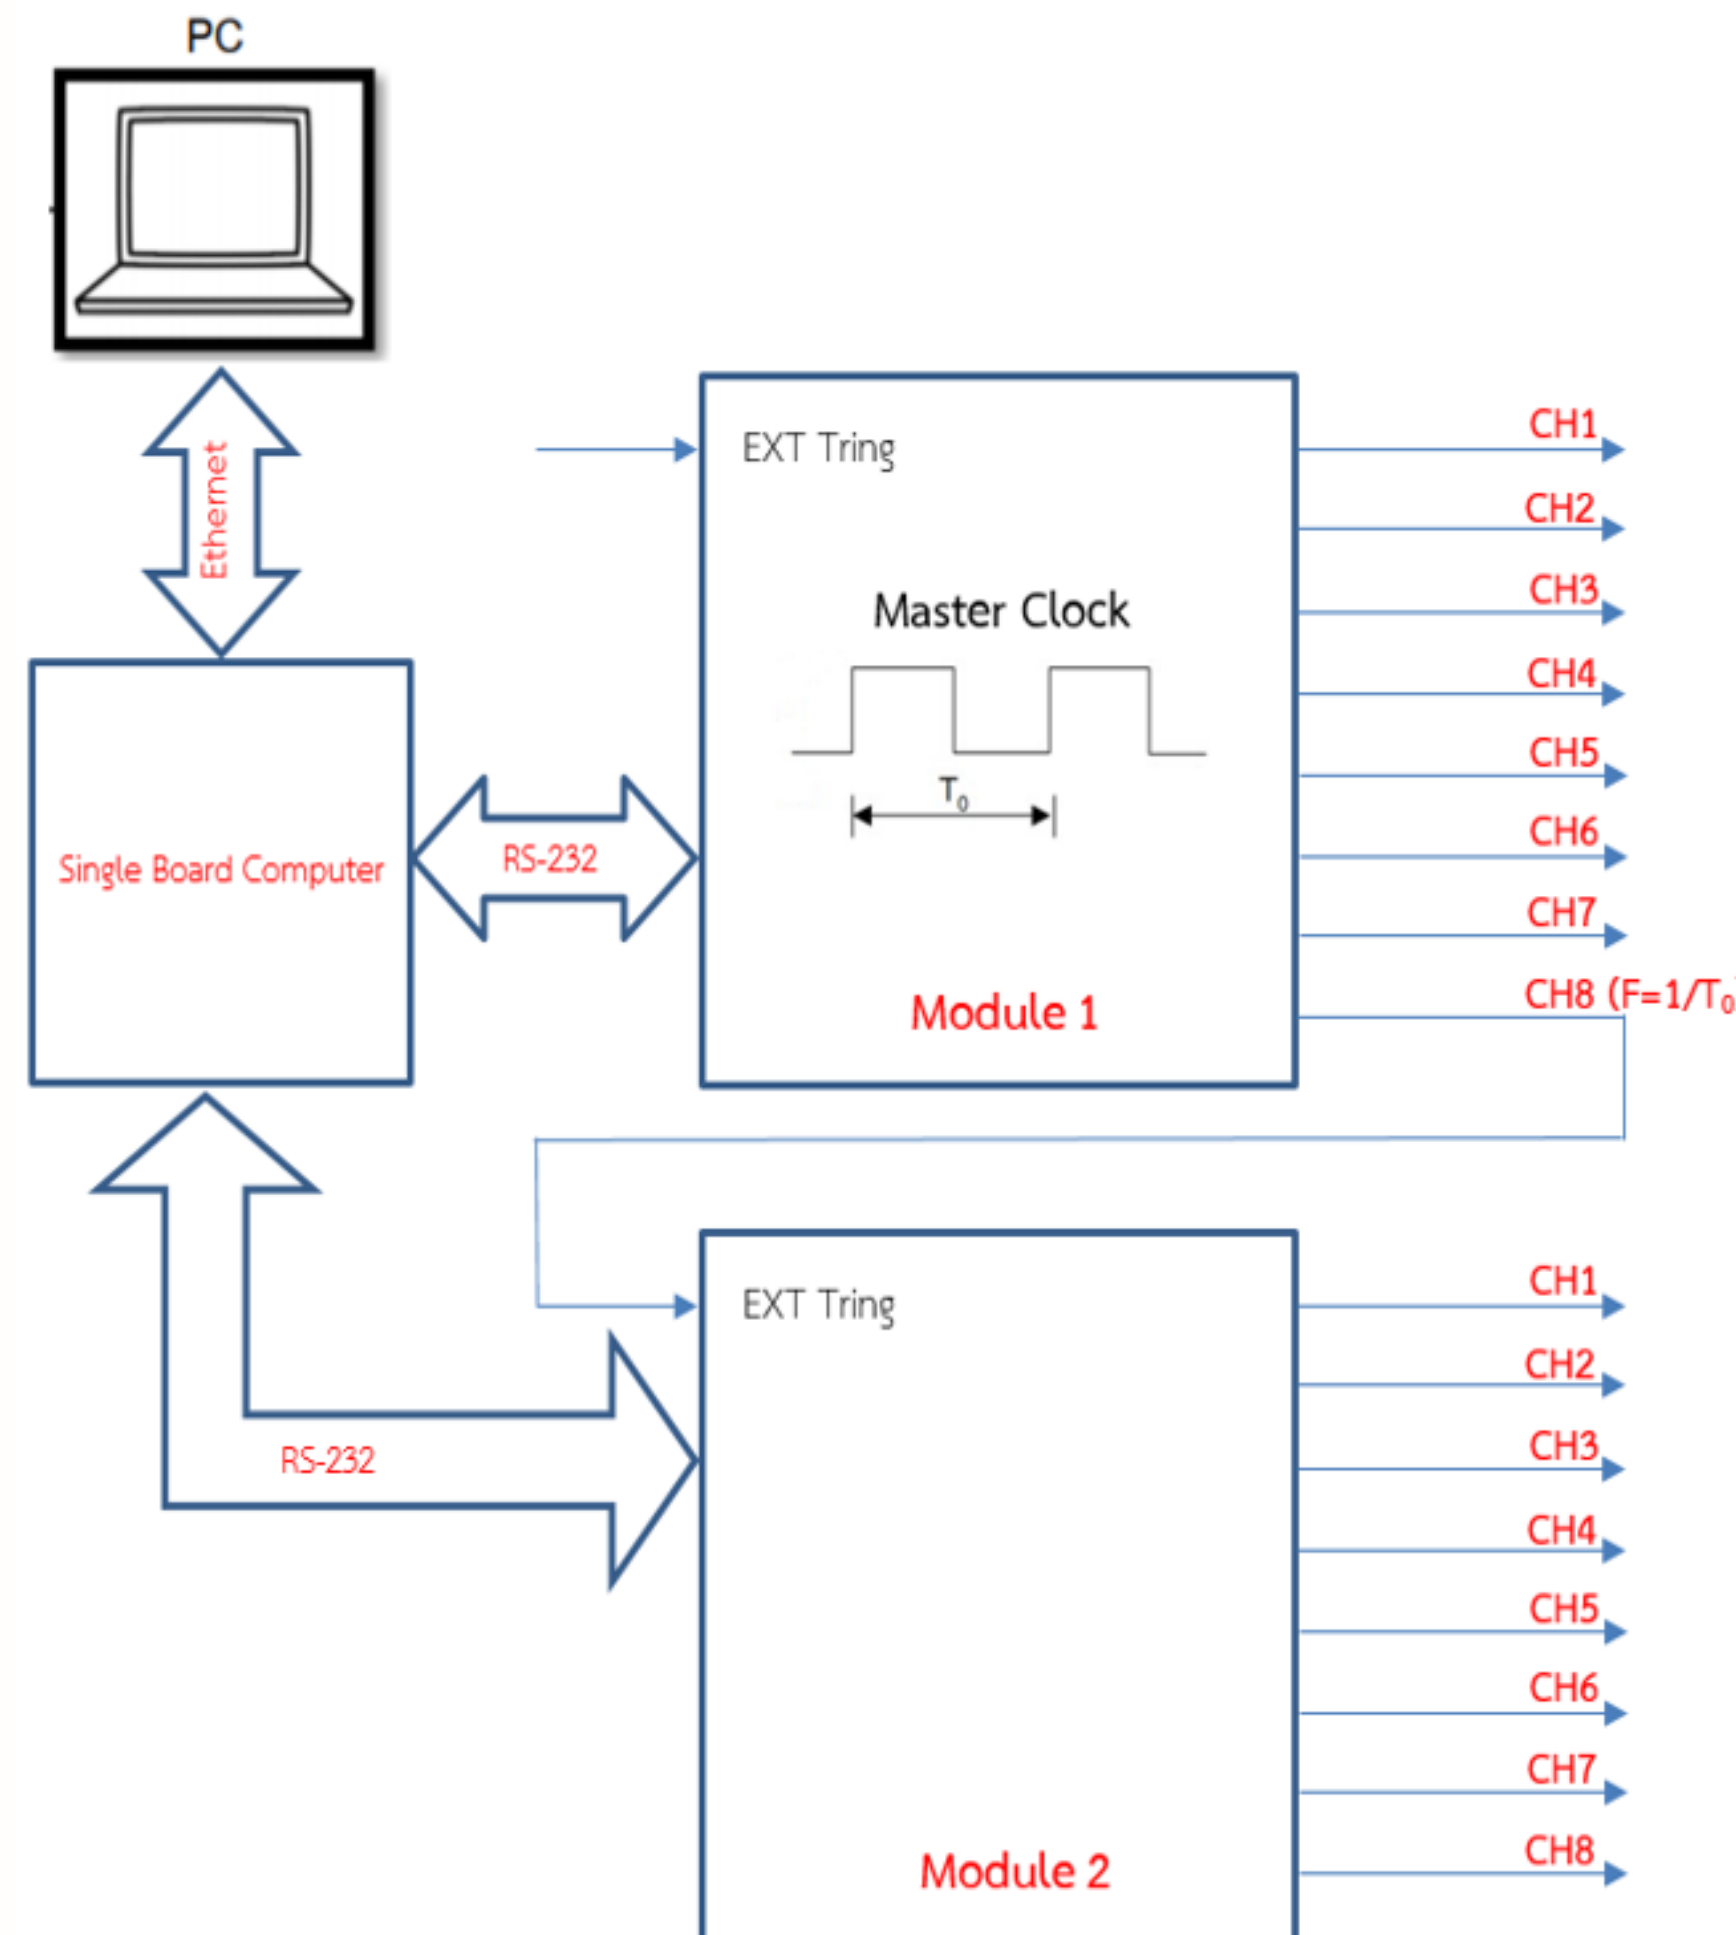 PC
Ethernet
EXT Tring
Master Clock
T0
Module 1
CH1
CH2
CH3
CH4
CH5
CH6
CH7
CH8 (F=1/T0
Single Board Computer
RS-232
RS-232
EXT Tring
Module 2
CH1
CH2
CH3
CH4
CH5
CH6
CH7
CH8